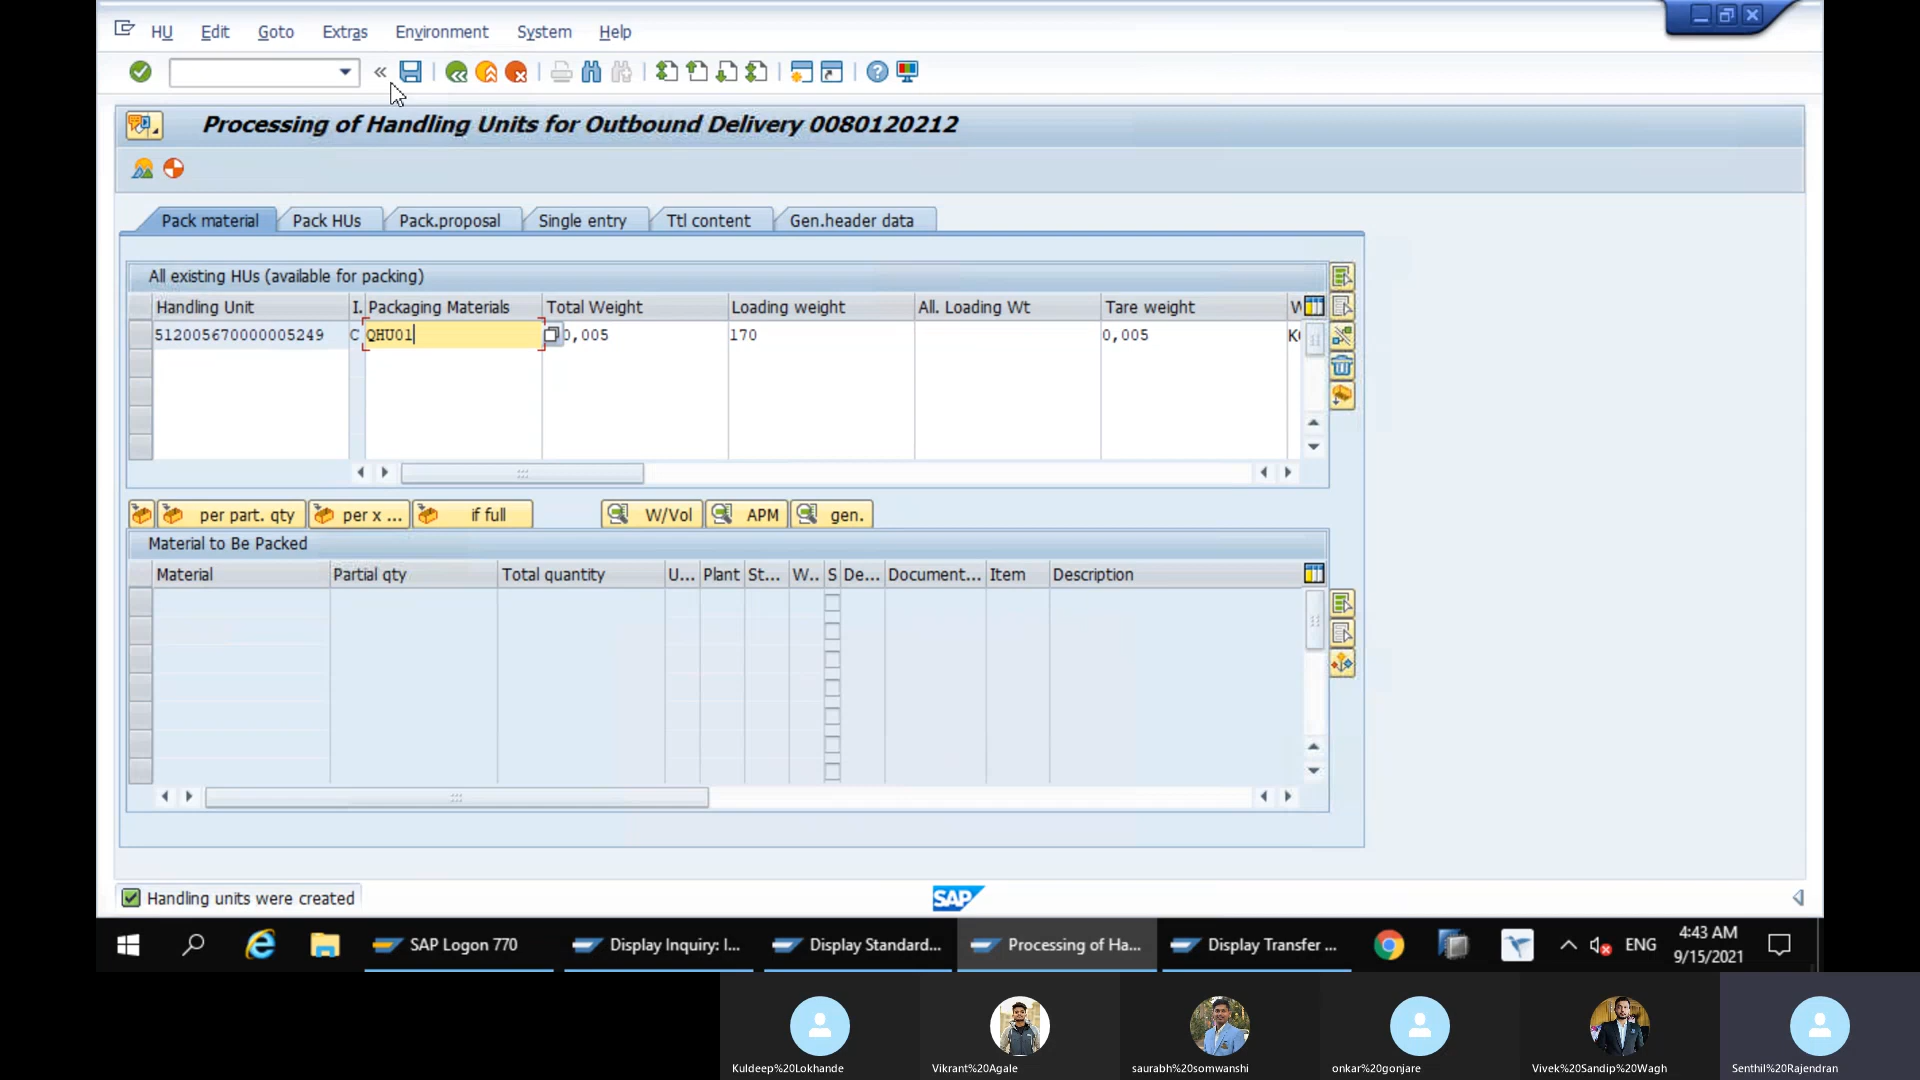 HU Edit Goto Extras Environment System Help
Processing of Handling Units for Outbound Delivery 0080120212
Pack material Pack HUs Pack.proposal Single entry Ttl content Gen.header data
All existing HUs (available for packing)
Handling Unit I. Packaging Materials Total Weight Loading weight All. Loading Wt Tare weight
512005670000005249 C QHU01 0,005 170 0,005
per part. qty per x ... if full W/Vol APM gen.
Material to Be Packed
Material Partial qty Total quantity U... Plant St... W.. S De... Document... Item Description
Handling units were created
SAP
SAP Logon 770 Display Inquiry: I... Display Standard... Processing of Ha... Display Transfer ... ENG 4:43 AM
9/15/2021
Kuldeep%20Lokhande Vikrant%20Agale saurabh%20somwanshi onkar%20gonjare Vivek%20Sandip%20Wagh Senthil%20Rajendran